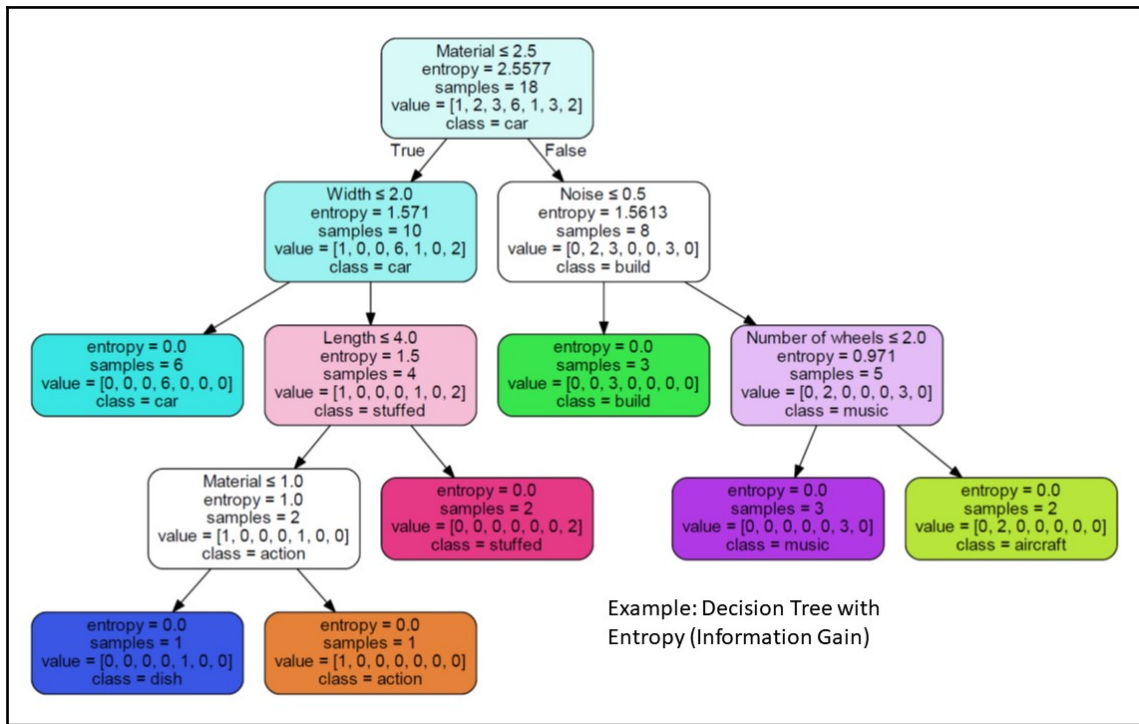 Material ≤ 2.5
entropy = 2.5577
samples = 18
value = [1, 2, 3, 6, 1, 3, 2]
class = car
True
False
Width ≤ 2.0
entropy = 1.571
samples = 10
value = [1, 0, 0, 6, 1, 0, 2]
class = car
Noise ≤ 0.5
entropy = 1.5613
samples = 8
value = [0, 2, 3, 0, 0, 3, 0]
class = build
entropy = 0.0
samples = 6
value = [0, 0, 0, 6, 0, 0, 0]
class = car
Length ≤ 4.0
entropy = 1.5
samples = 4
value = [1, 0, 0, 0, 1, 0, 2]
class = stuffed
entropy = 0.0
samples = 3
value = [0, 0, 3, 0, 0, 0, 0]
class = build
Number of wheels ≤ 2.0
entropy = 0.971
samples = 5
value = [0, 2, 0, 0, 0, 3, 0]
class = music
Material ≤ 1.0
entropy = 1.0
samples = 2
value = [1, 0, 0, 0, 1, 0, 0]
class = action
entropy = 0.0
samples = 2
value = [0, 0, 0, 0, 0, 0, 2]
class = stuffed
entropy = 0.0
samples = 3
value = [0, 0, 0, 0, 0, 3, 0]
class = music
entropy = 0.0
samples = 2
value = [0, 2, 0, 0, 0, 0, 0]
class = aircraft
entropy = 0.0
samples = 1
value = [0, 0, 0, 0, 1, 0, 0]
class = dish
entropy = 0.0
samples = 1
value = [1, 0, 0, 0, 0, 0, 0]
class = action
Example: Decision Tree with
Entropy (Information Gain)